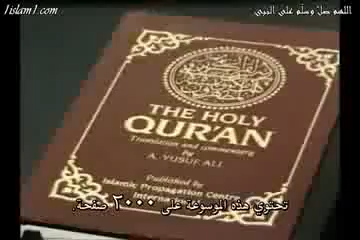 1islam1.com
اللهم صل وسلم على النبي
THE HOLY
QUR'AN
Translation and commentary
by
A. YUSUF ALI
Published by
Islamic Propagation Centre
International
تحتوي هذه الموسوعة على ٢٠٠٠ صفحة.